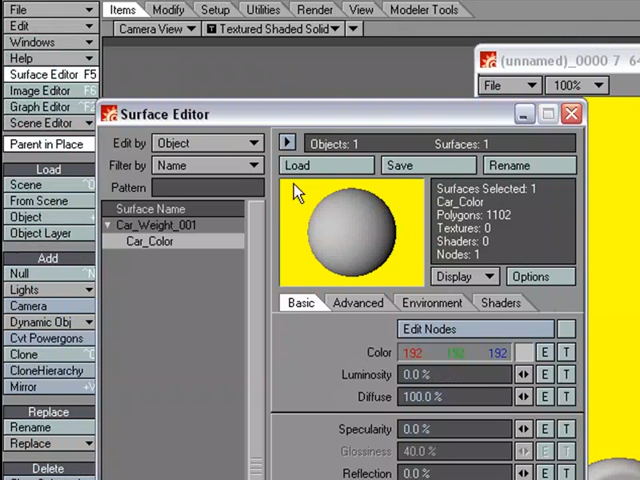 File
Items
Modify
Setup
Utilities
Render
View
Modeler Tools
Edit
Camera View
Textured Shaded Solid
Windows
Help
Surface Editor F5
Image Editor F6
Graph Editor ^F2
Scene Editor
Parent in Place
Load
Scene
From Scene
Object
Object Layer
Add
Null ^N
Lights
Camera
Dynamic Obj
Cvt Powergons
Clone ^C
CloneHierarchy
Mirror +V
Replace
Rename
Replace
Delete
(unnamed)_0000 7
File
100%
Surface Editor
Edit by
Object
Objects: 1
Surfaces: 1
Filter by
Name
Load
Save
Rename
Pattern
Surface Name
Car_Weight_001
Car_Color
Surfaces Selected: 1
Car_Color
Polygons: 1102
Textures: 0
Shaders: 0
Nodes: 1
Display
Options
Basic
Advanced
Environment
Shaders
Edit Nodes
Color 192 192 192 E T
Luminosity 0.0 % E T
Diffuse 100.0 % E T
Specularity 0.0 % E T
Glossiness 40.0 % E T
Reflection 0.0 % E T